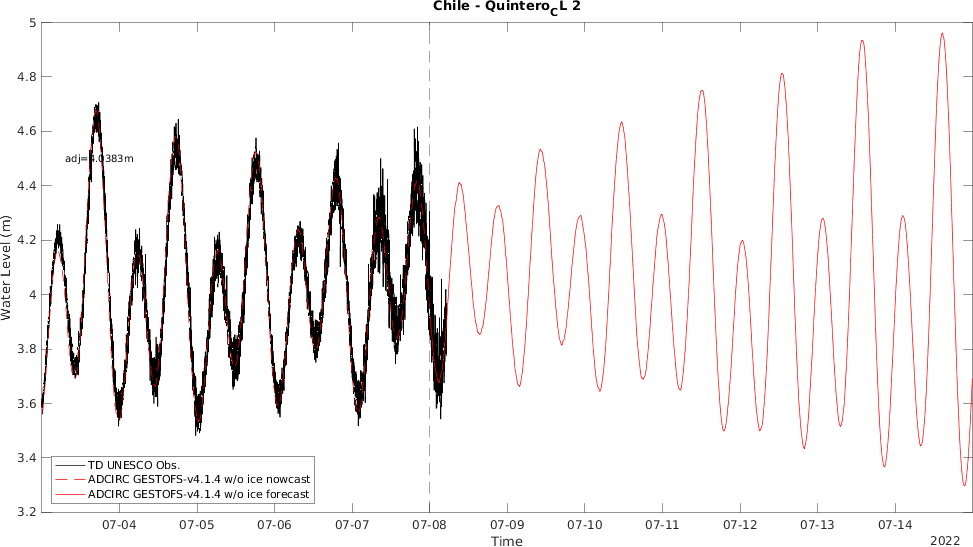 Chile - Quintero_CL 2
5
4.8
4.6
4.4
4.2
4
3.8
3.6
3.4
3.2
Water Level (m)
adj=4.0383m
TD UNESCO Obs.
ADCIRC GESTOFS-v4.1.4 w/o ice nowcast
ADCIRC GESTOFS-v4.1.4 w/o ice forecast
07-04 07-05 07-06 07-07 07-08 07-09 07-10 07-11 07-12 07-13 07-14
Time
2022